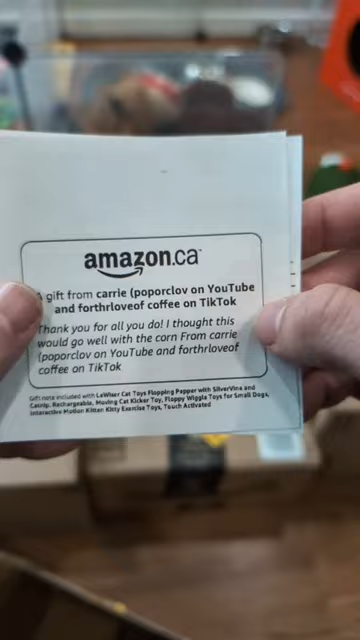 amazon.ca
A gift from carrie (poporclov on YouTube
and forthrloveof coffee on TikTok
Thank you for all you do! I thought this
would go well with the corn From carrie
(poporclov on YouTube and forthrloveof
coffee on TikTok
Gift note included with LeWiser Cat Toys Flopping Pepper with SilverVine and
Catnip, Rechargeable, Moving Cat Kicker Toy, Floppy Wiggle Toys for Small Dogs,
Interactive Motion Kitten Kitty Exercise Toys, Touch Activated